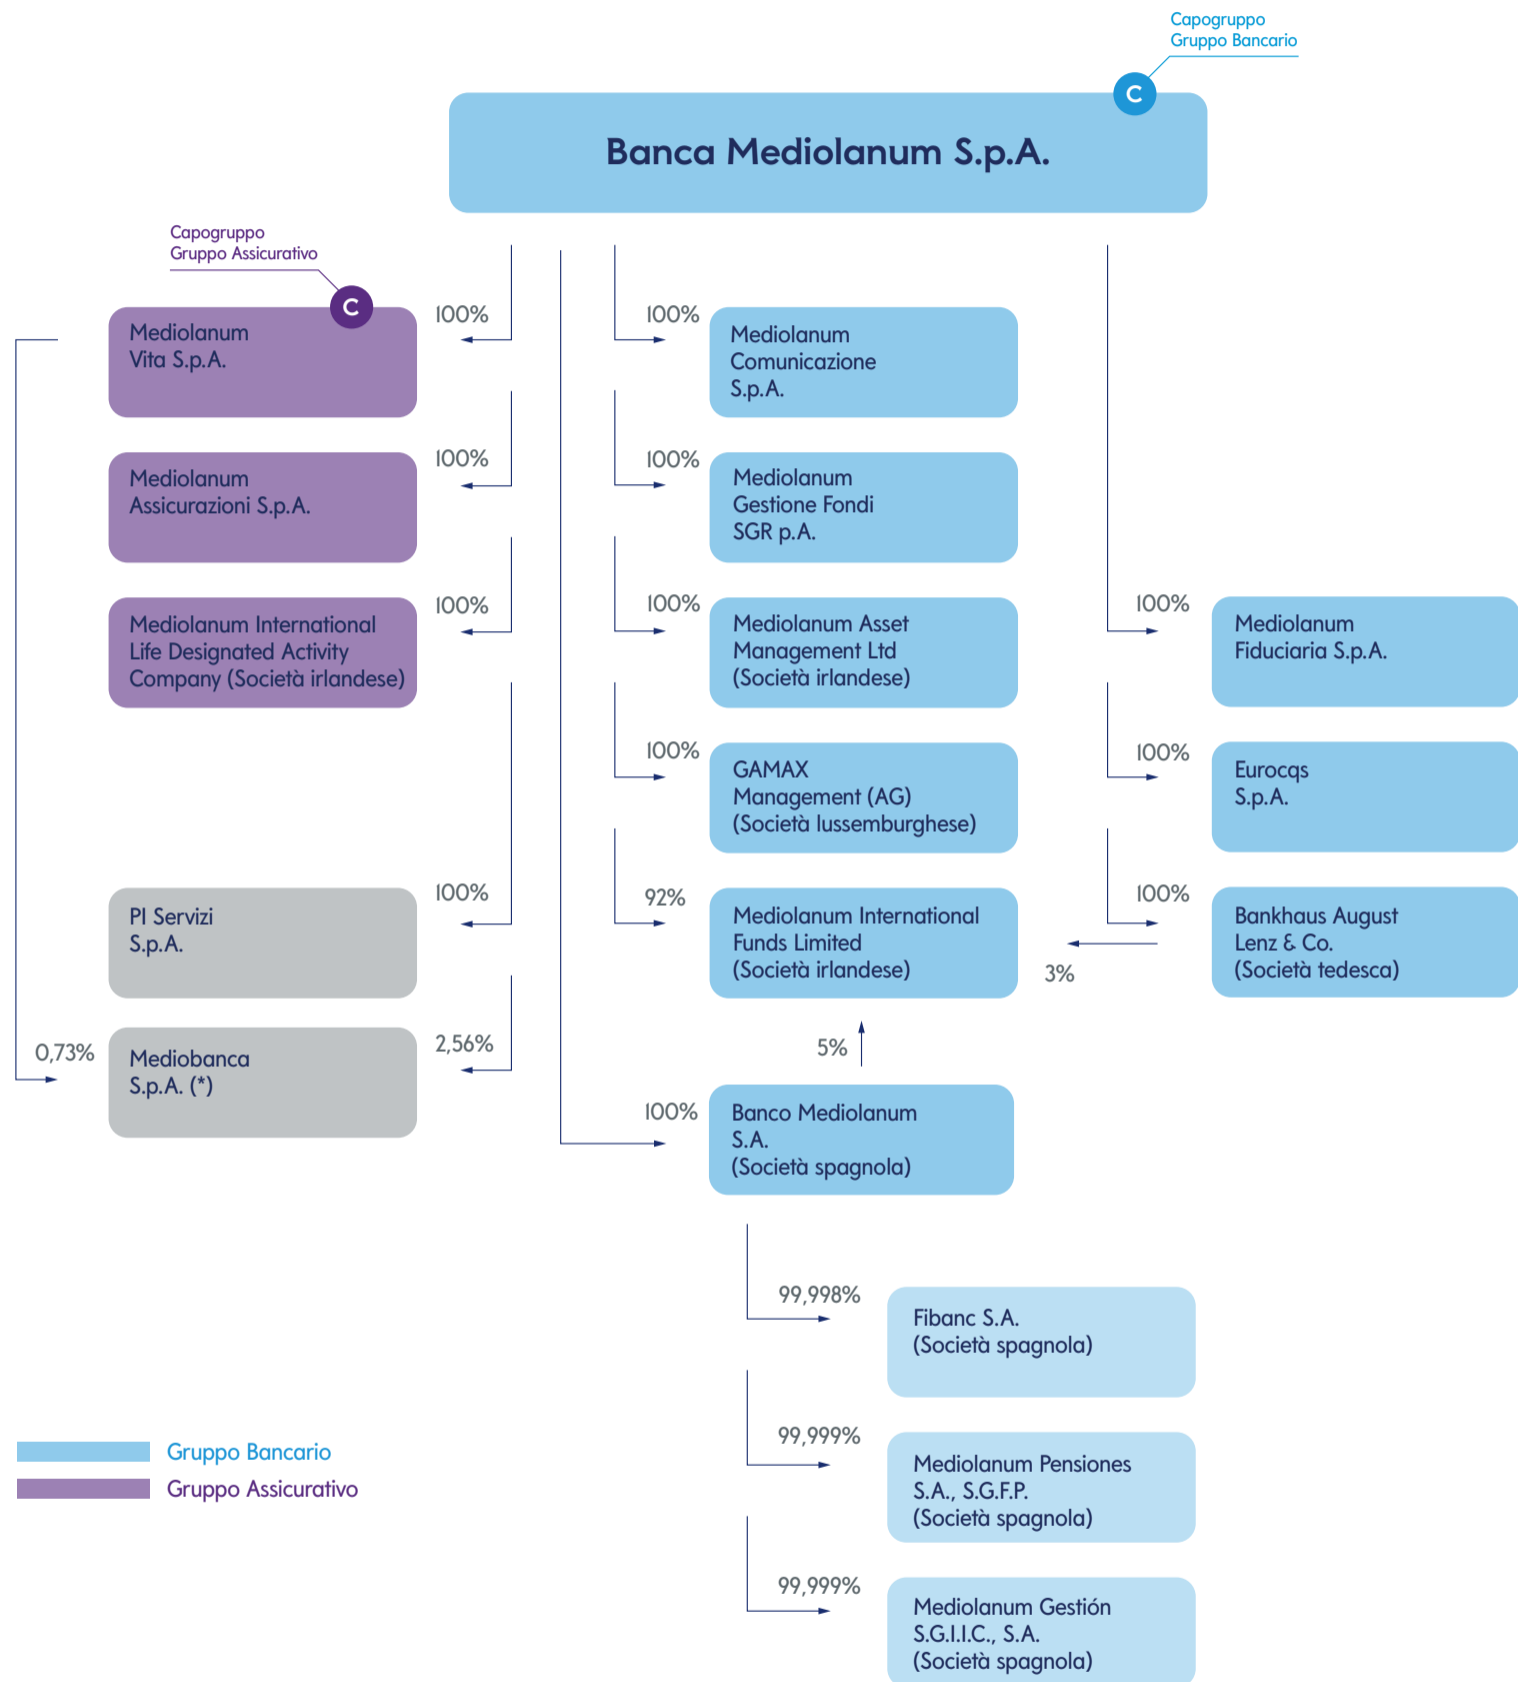 Capogruppo
Gruppo Bancario
C
Banca Mediolanum S.p.A.
Capogruppo
Gruppo Assicurativo
C
100%
Mediolanum
Vita S.p.A.
100%
Mediolanum
Comunicazione
S.p.A.
100%
Mediolanum
Assicurazioni S.p.A.
100%
Mediolanum
Gestione Fondi
SGR p.A.
100%
Mediolanum International
Life Designated Activity
Company (Società irlandese)
100%
Mediolanum Asset
Management Ltd
(Società irlandese)
100%
Mediolanum
Fiduciaria S.p.A.
100%
GAMAX
Management (AG)
(Società lussemburghese)
100%
Eurocqs
S.p.A.
100%
PI Servizi
S.p.A.
92%
Mediolanum International
Funds Limited
(Società irlandese)
100%
Bankhaus August
Lenz & Co.
(Società tedesca)
3%
0,73%
Mediobanca
S.p.A. (*)
2,56%
5%
100%
Banco Mediolanum
S.A.
(Società spagnola)
99,998%
Fibanc S.A.
(Società spagnola)
99,999%
Mediolanum Pensiones
S.A., S.G.F.P.
(Società spagnola)
99,999%
Mediolanum Gestión
S.G.I.I.C., S.A.
(Società spagnola)
Gruppo Bancario
Gruppo Assicurativo